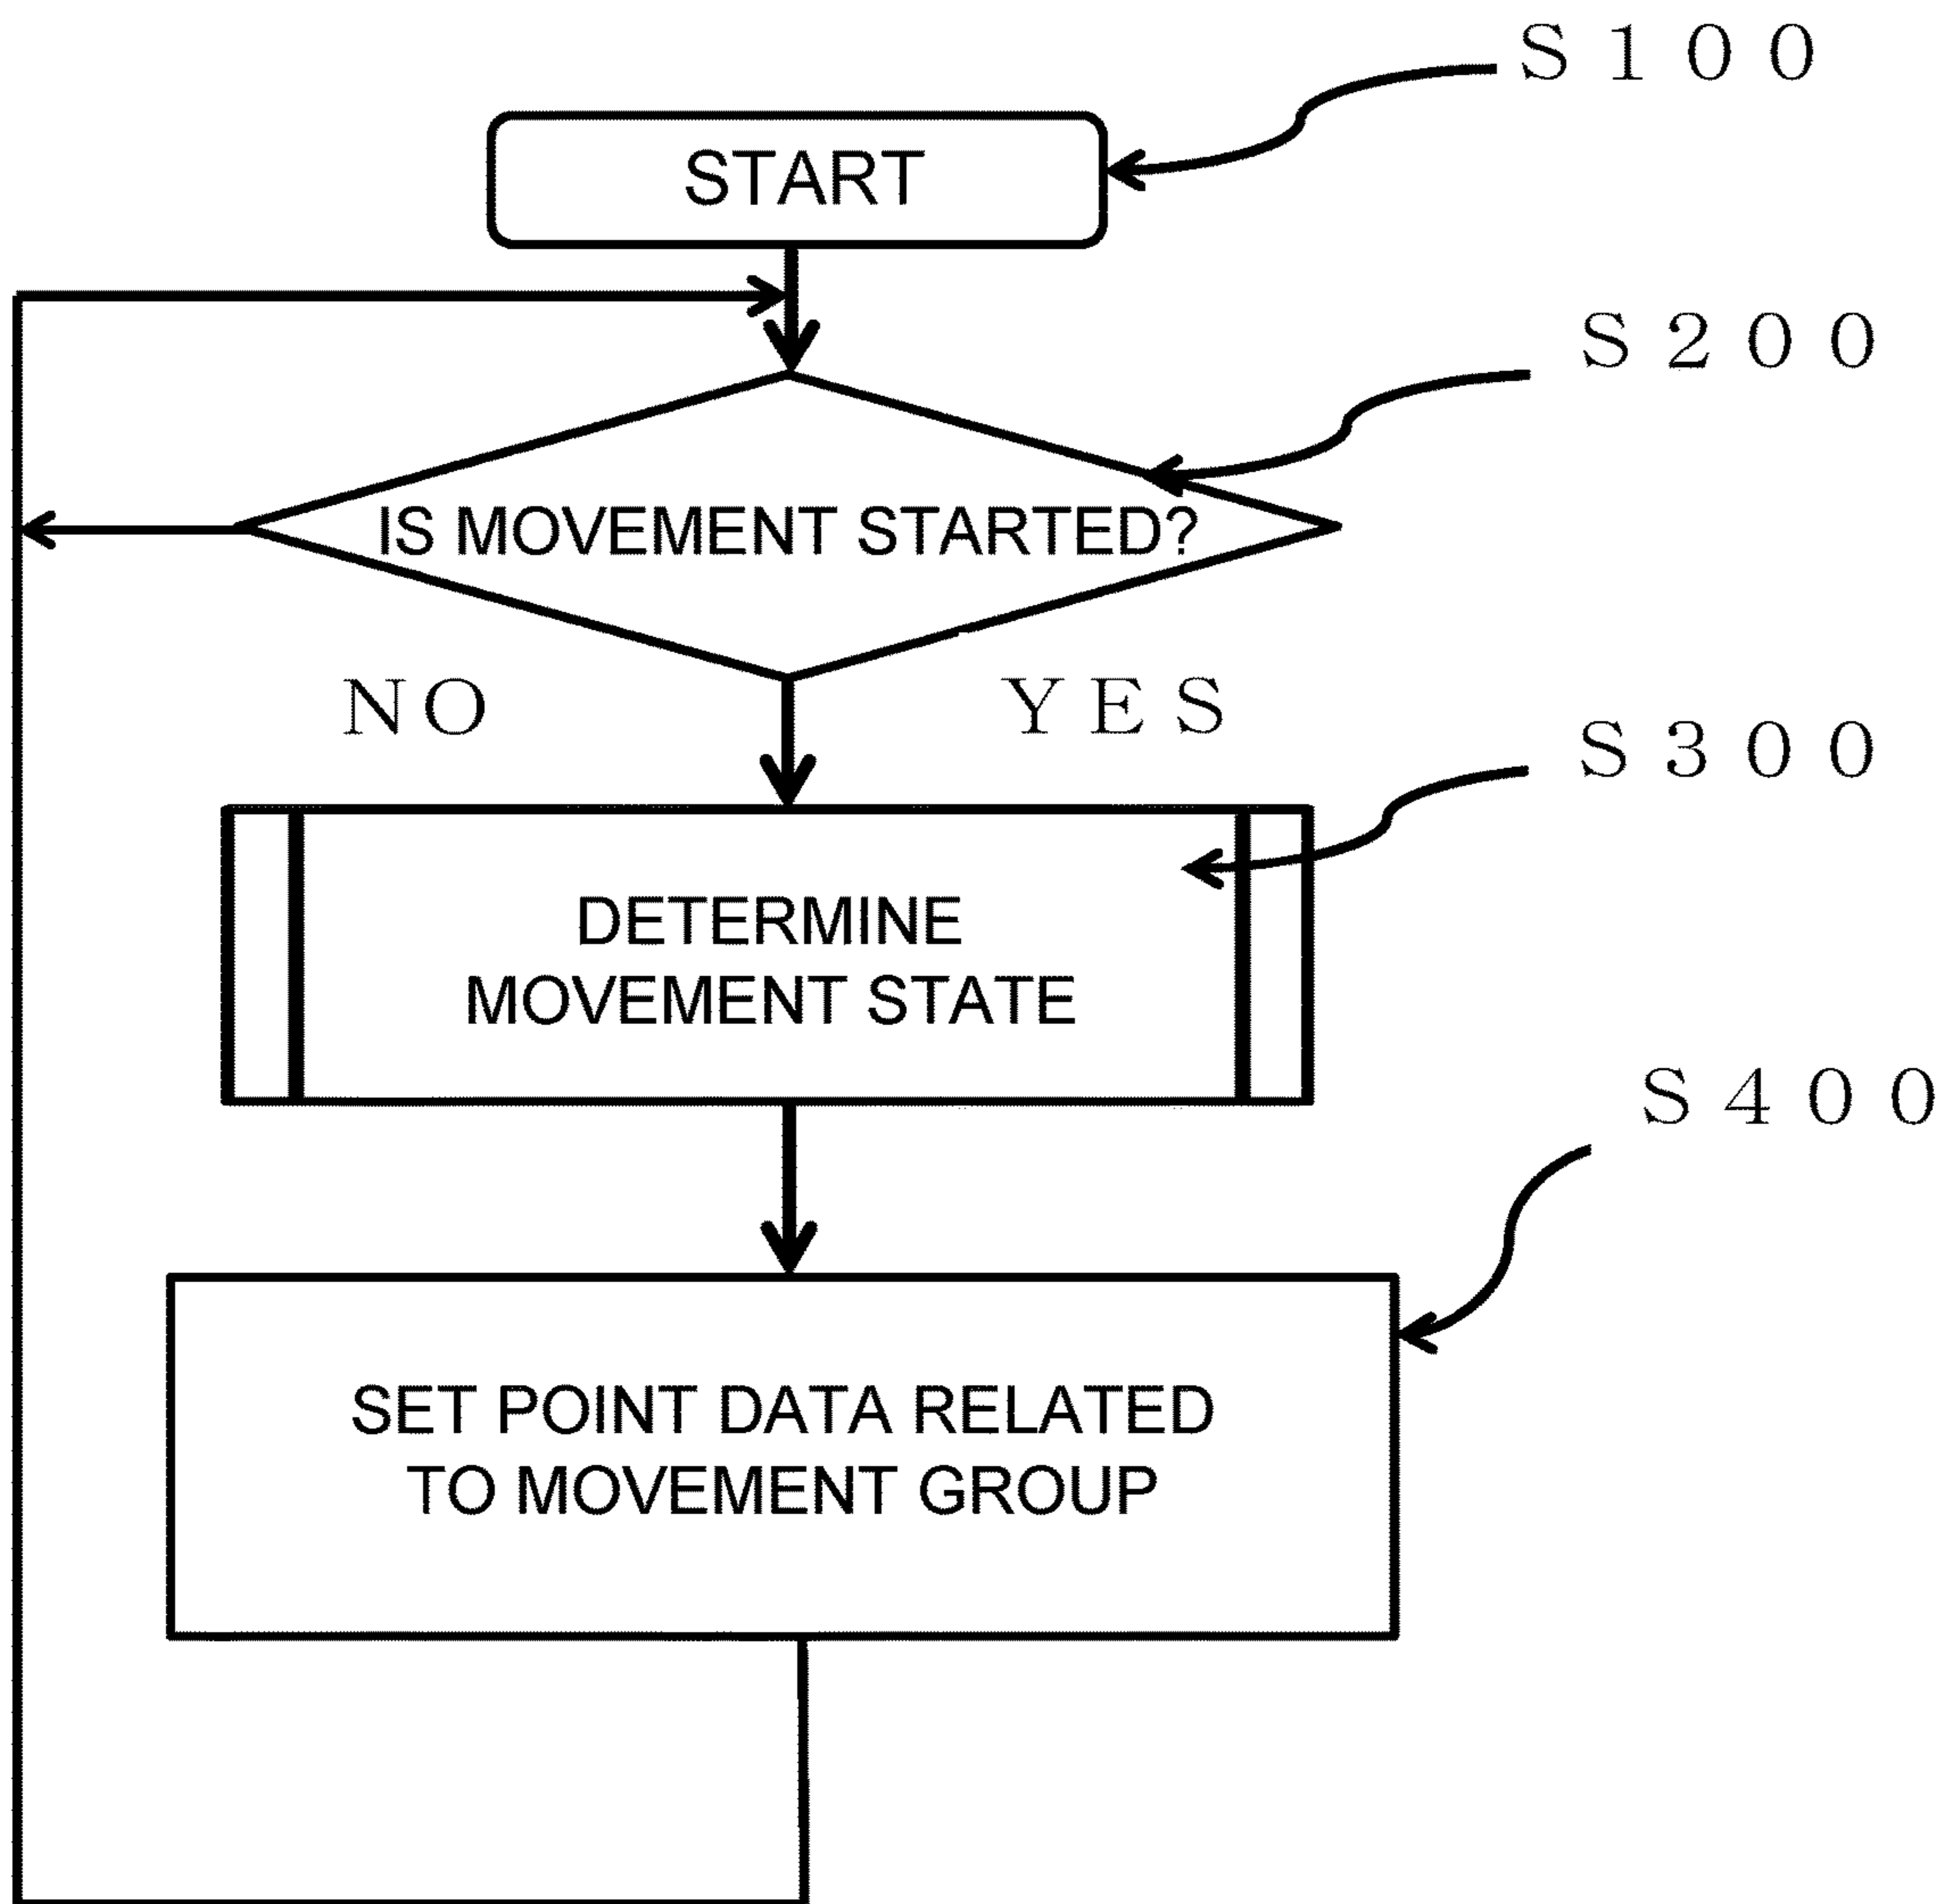 S100
START
S200
IS MOVEMENT STARTED?
NO
YES
S300
DETERMINE
MOVEMENT STATE
S400
SET POINT DATA RELATED
TO MOVEMENT GROUP